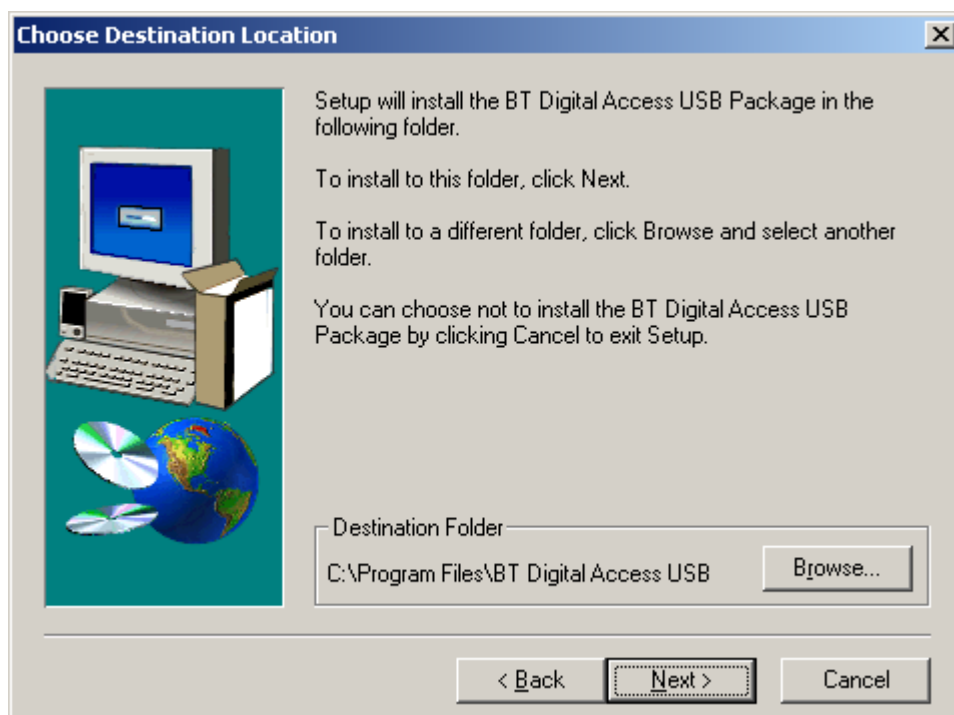 Choose Destination Location
Setup will install the BT Digital Access USB Package in the
following folder.
To install to this folder, click Next.
To install to a different folder, click Browse and select another
folder.
You can choose not to install the BT Digital Access USB
Package by clicking Cancel to exit Setup.
Destination Folder
C:\Program Files\BT Digital Access USB
Browse...
< Back
Next >
Cancel